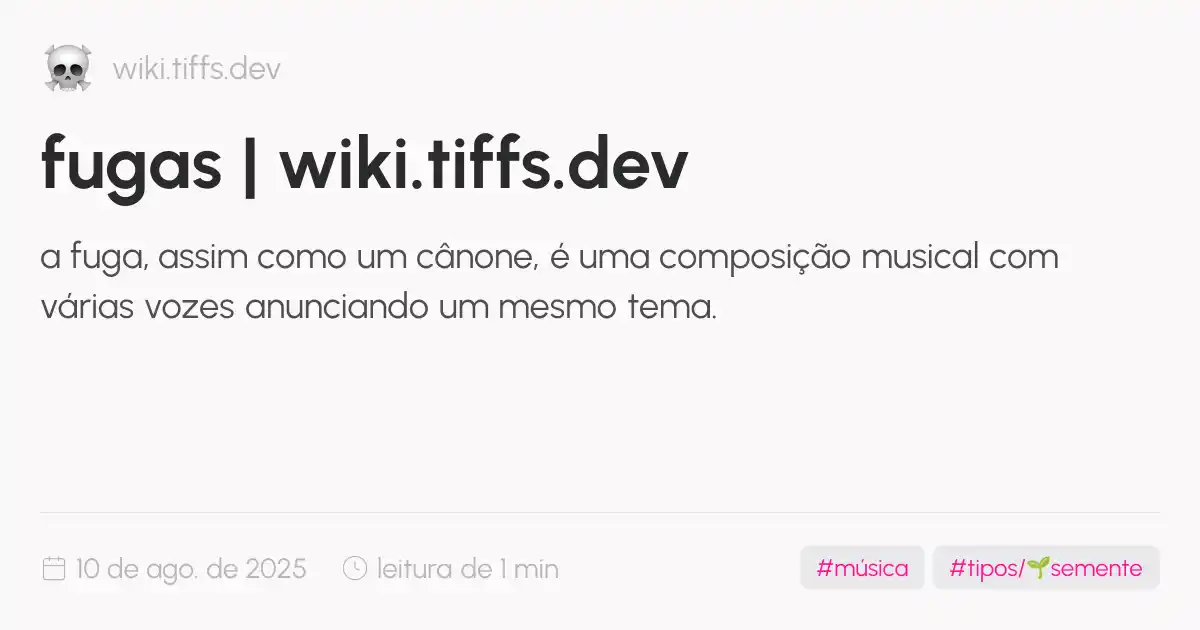 wiki.tiffs.dev
fugas | wiki.tiffs.dev
a fuga, assim como um cânone, é uma composição musical com
várias vozes anunciando um mesmo tema.
10 de ago. de 2025 leitura de 1 min #música #tipos/🌱semente